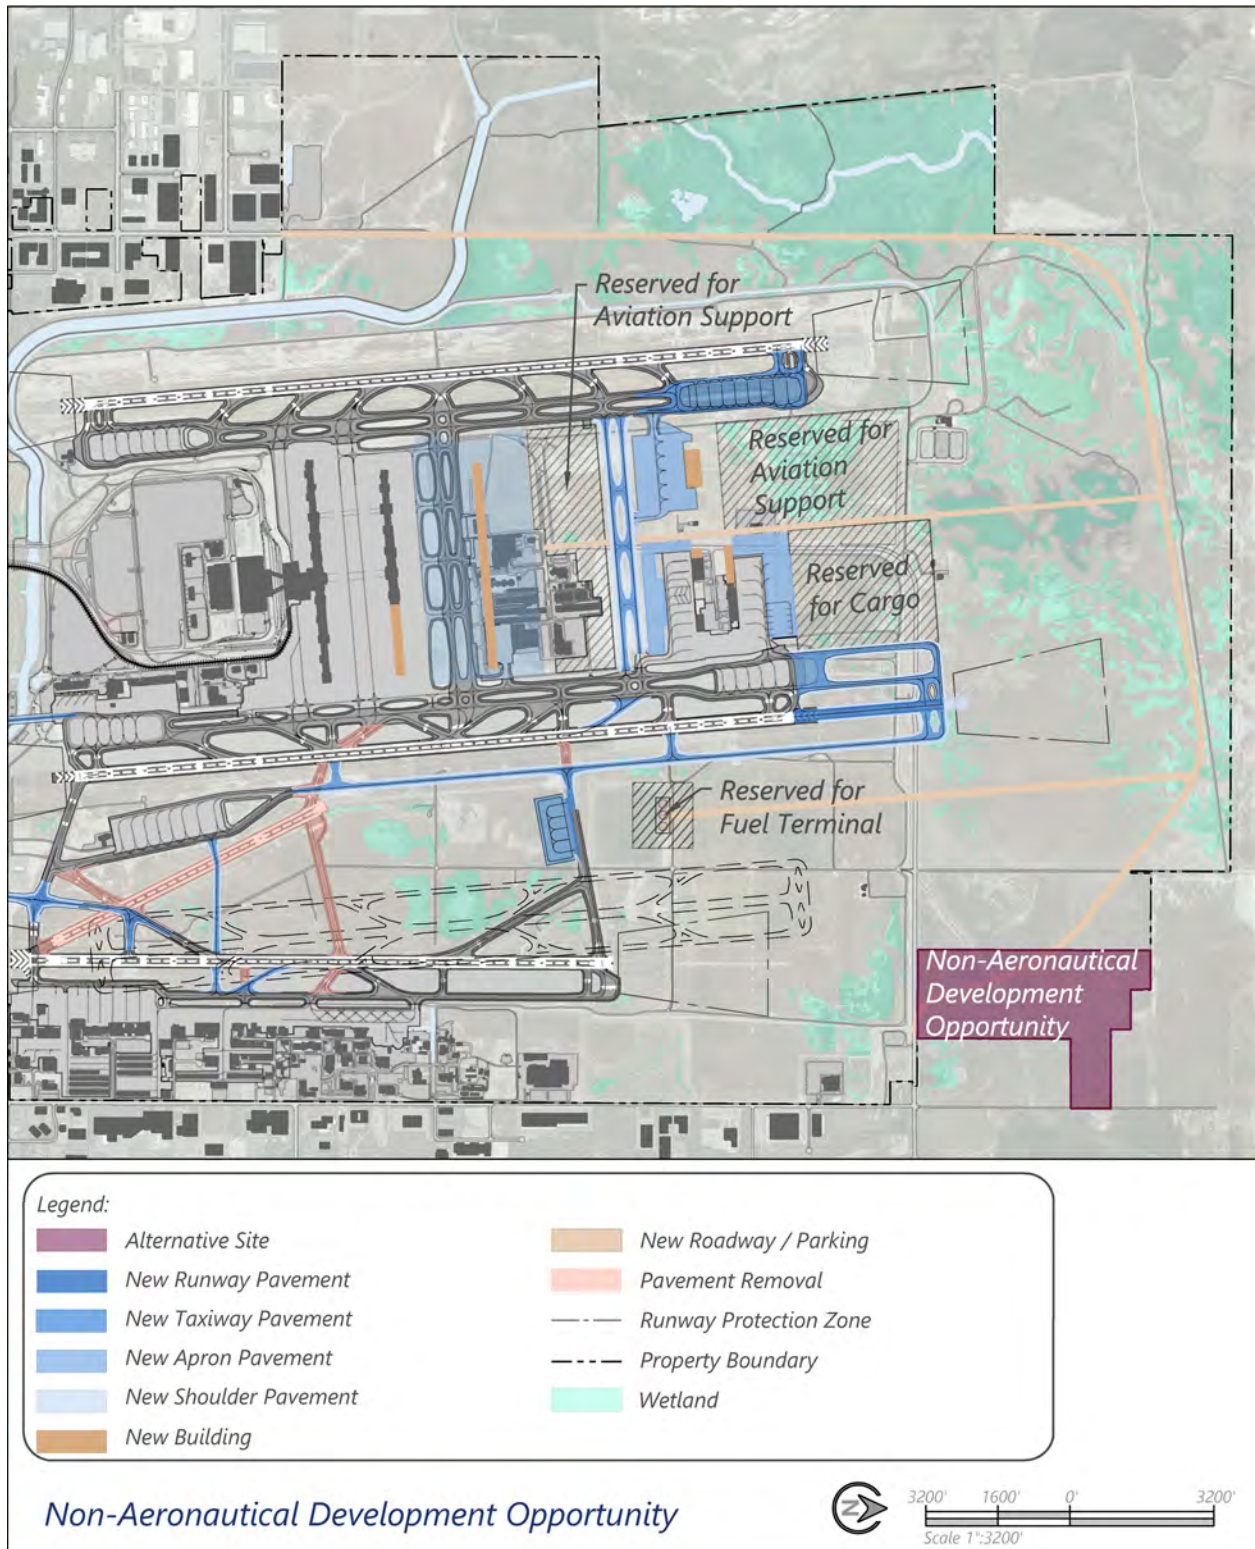 Reserved for
Aviation Support
Reserved for
Aviation
Support
Reserved
for Cargo
Reserved for
Fuel Terminal
Non-Aeronautical
Development
Opportunity
Legend:
Alternative Site
New Runway Pavement
New Taxiway Pavement
New Apron Pavement
New Shoulder Pavement
New Building
New Roadway / Parking
Pavement Removal
Runway Protection Zone
Property Boundary
Wetland
Non-Aeronautical Development Opportunity
N
3200' 1600' 0' 3200'
Scale 1":3200'